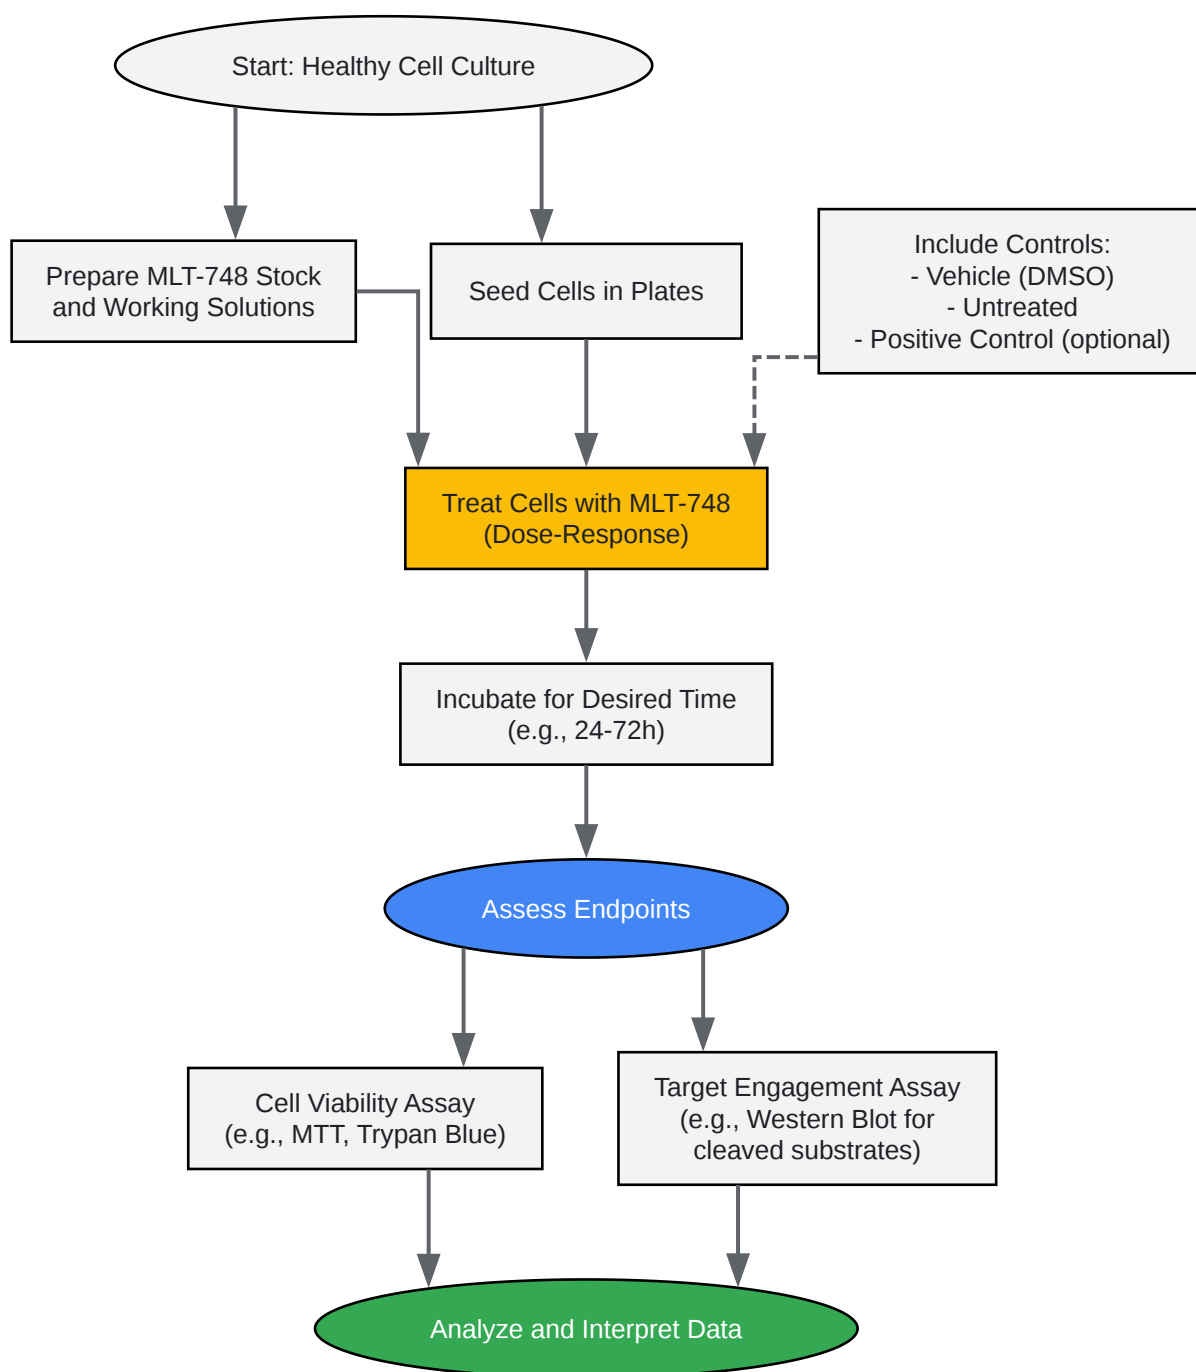 Start: Healthy Cell Culture
Prepare MLT-748 Stock
and Working Solutions
Seed Cells in Plates
Include Controls:
- Vehicle (DMSO)
- Untreated
- Positive Control (optional)
Treat Cells with MLT-748
(Dose-Response)
Incubate for Desired Time
(e.g., 24-72h)
Assess Endpoints
Cell Viability Assay
(e.g., MTT, Trypan Blue)
Target Engagement Assay
(e.g., Western Blot for
cleaved substrates)
Analyze and Interpret Data